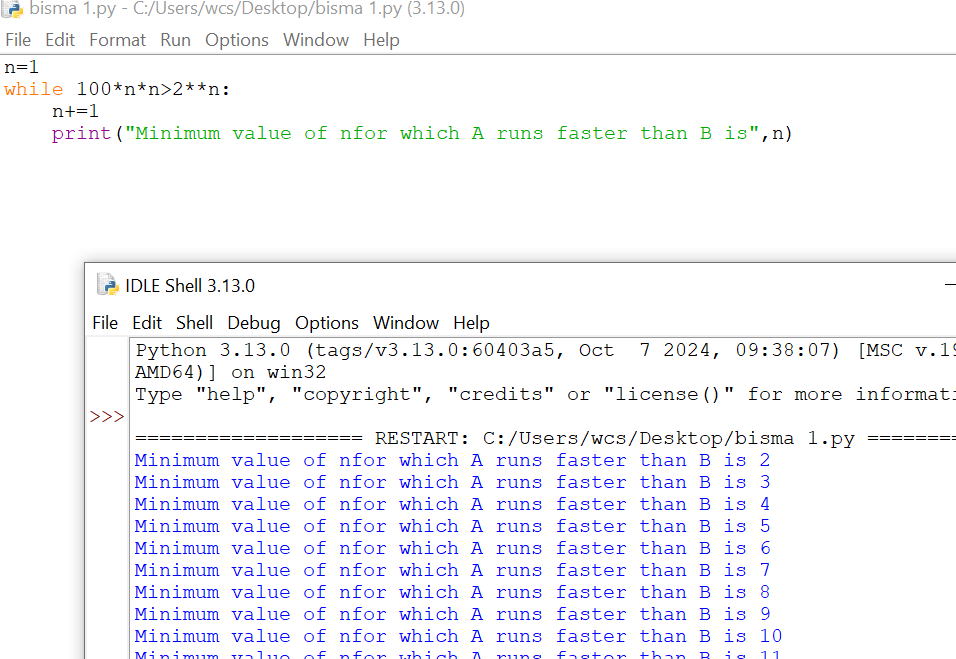 bisma 1.py - C:/Users/wcs/Desktop/bisma 1.py (3.13.0)
File Edit Format Run Options Window Help
n=1
while 100*n*n>2**n:
    n+=1
    print("Minimum value of nfor which A runs faster than B is",n)
IDLE Shell 3.13.0
File Edit Shell Debug Options Window Help
Python 3.13.0 (tags/v3.13.0:60403a5, Oct  7 2024, 09:38:07) [MSC v.19
AMD64)] on win32
Type "help", "copyright", "credits" or "license()" for more informati
>>>
=================== RESTART: C:/Users/wcs/Desktop/bisma 1.py ========
Minimum value of nfor which A runs faster than B is 2
Minimum value of nfor which A runs faster than B is 3
Minimum value of nfor which A runs faster than B is 4
Minimum value of nfor which A runs faster than B is 5
Minimum value of nfor which A runs faster than B is 6
Minimum value of nfor which A runs faster than B is 7
Minimum value of nfor which A runs faster than B is 8
Minimum value of nfor which A runs faster than B is 9
Minimum value of nfor which A runs faster than B is 10
Minimum value of nfor which A runs faster than B is 11